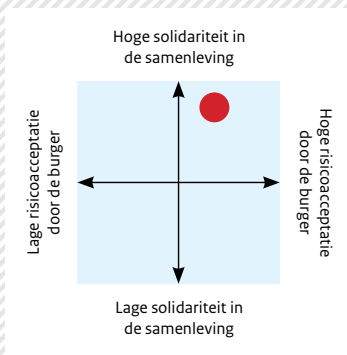 Hoge solidariteit in
de samenleving
Lage risicoacceptatie
door de burger
Hoge risicoacceptatie
door de burger
Lage solidariteit in
de samenleving